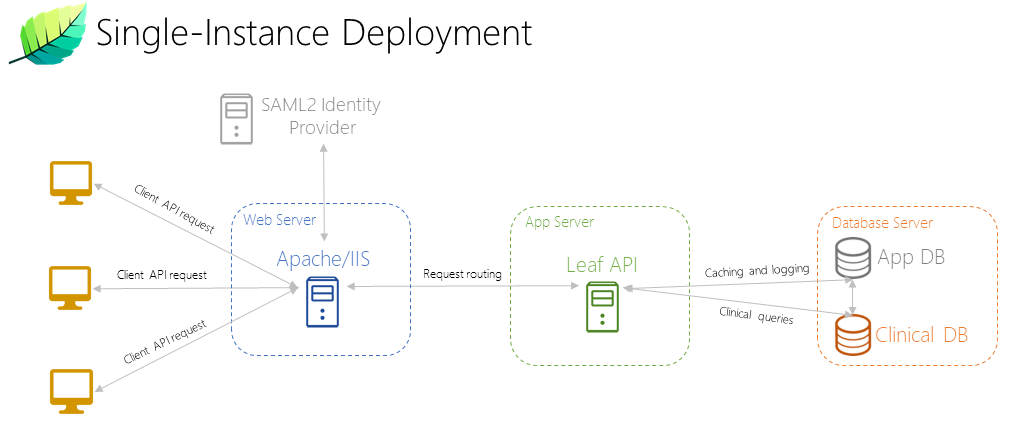 Single-Instance Deployment
SAML2 Identity
Provider
Client API request
Client API request
Client API request
Web Server
Apache/IIS
Request routing
App Server
Leaf API
Caching and logging
Clinical queries
Database Server
App DB
Clinical DB